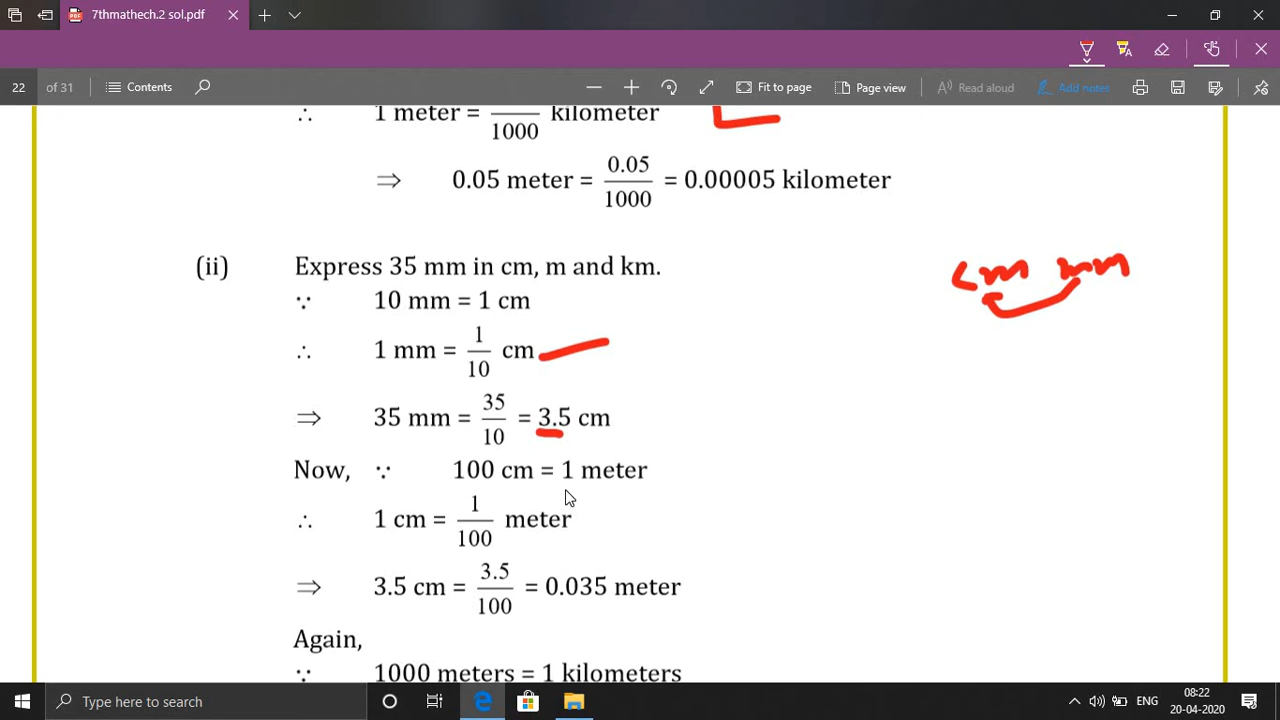 7thmathech.2 sol.pdf
22 of 31 Contents Fit to page Page view Read aloud Add notes
∴ 1 meter = /1000 kilometer
⇒ 0.05 meter = 0.05/1000 = 0.00005 kilometer
(ii) Express 35 mm in cm, m and km. cm mm
∵ 10 mm = 1 cm
∴ 1 mm = 1/10 cm
⇒ 35 mm = 35/10 = 3.5 cm
Now, ∵ 100 cm = 1 meter
∴ 1 cm = 1/100 meter
⇒ 3.5 cm = 3.5/100 = 0.035 meter
Again,
∵ 1000 meters = 1 kilometers
Type here to search ENG 08:22
20-04-2020